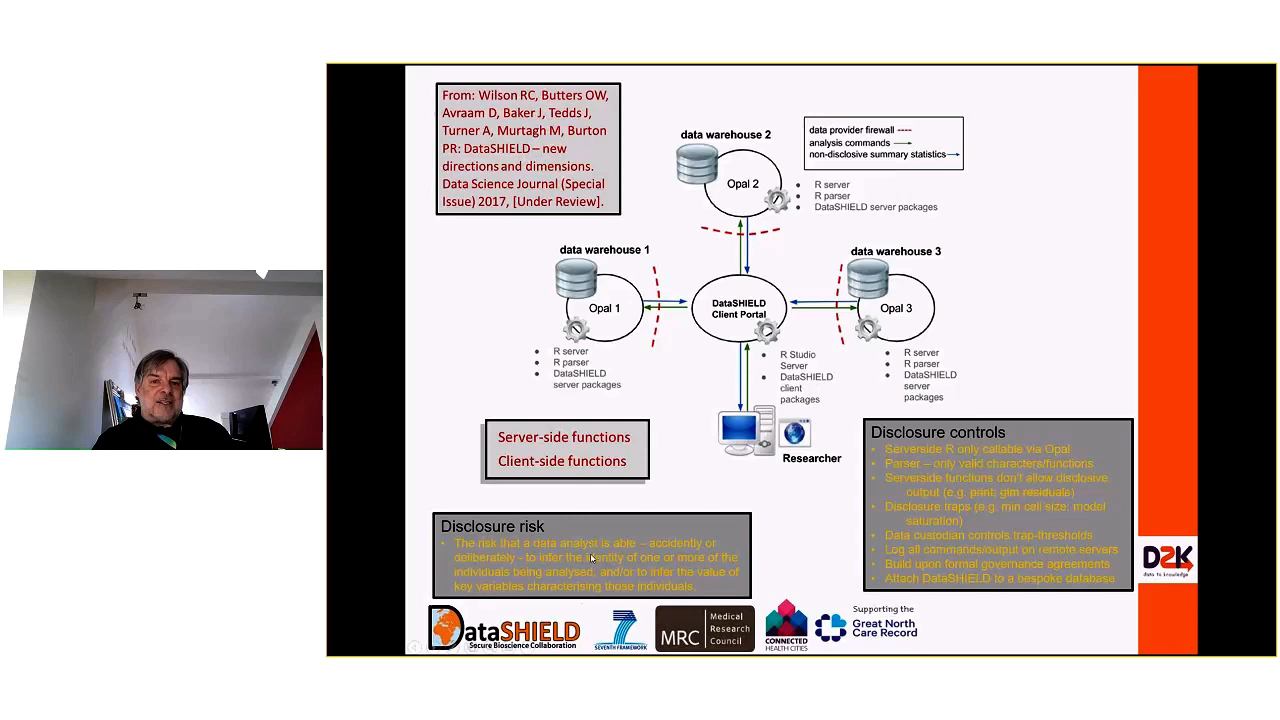 From: Wilson RC, Butters OW,
Avraam D, Baker J, Tedds J,
Turner A, Murtagh M, Burton
PR: DataSHIELD – new
directions and dimensions.
Data Science Journal (Special
Issue) 2017, [Under Review].
data warehouse 2
Opal 2
• R server
• R parser
• DataSHIELD server packages
data provider firewall
analysis commands
non-disclosive summary statistics
data warehouse 1
Opal 1
• R server
• R parser
• DataSHIELD
server packages
DataSHIELD
Client Portal
• R Studio
Server
• DataSHIELD
client
packages
data warehouse 3
Opal 3
• R server
• R parser
• DataSHIELD
server
packages
Researcher
Server-side functions
Client-side functions
Disclosure risk
• The risk that a data analyst is able – accidently or
deliberately - to infer the identity of one or more of the
individuals being analysed; and/or to infer the value of
key variables characterising those individuals.
Disclosure controls
• Serverside R only callable via Opal
• Parser – only valid characters/functions
• Serverside functions don't allow disclosive
output (e.g. print; glm residuals)
• Disclosure traps (e.g. min cell size; model
saturation)
• Data custodian controls trap-thresholds
• Log all commands/output on remote servers
• Build upon formal governance agreements
• Attach DataSHIELD to a bespoke database
DataSHIELD
Secure Bioscience Collaboration
SEVENTH FRAMEWORK
MRC
Medical
Research
Council
CONNECTED
HEALTH CITIES
Supporting the
Great North
Care Record
D2K
data to knowledge